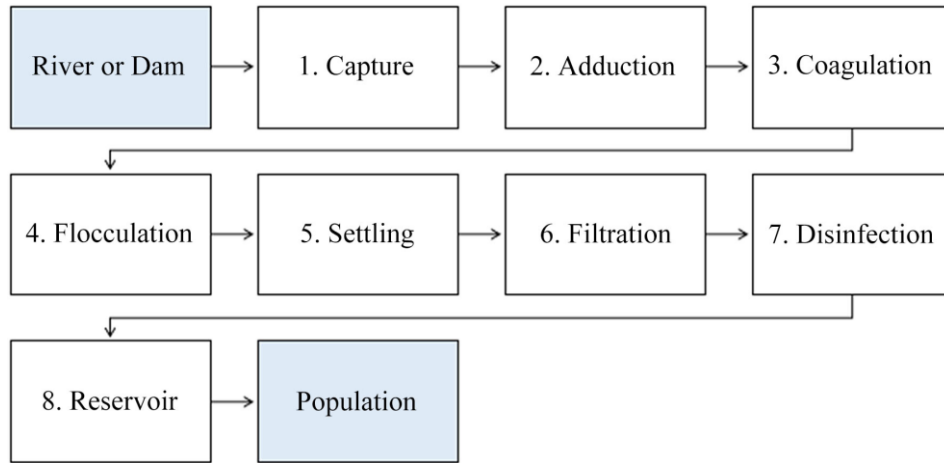 River or Dam
1. Capture
2. Adduction
3. Coagulation
4. Flocculation
5. Settling
6. Filtration
7. Disinfection
8. Reservoir
Population